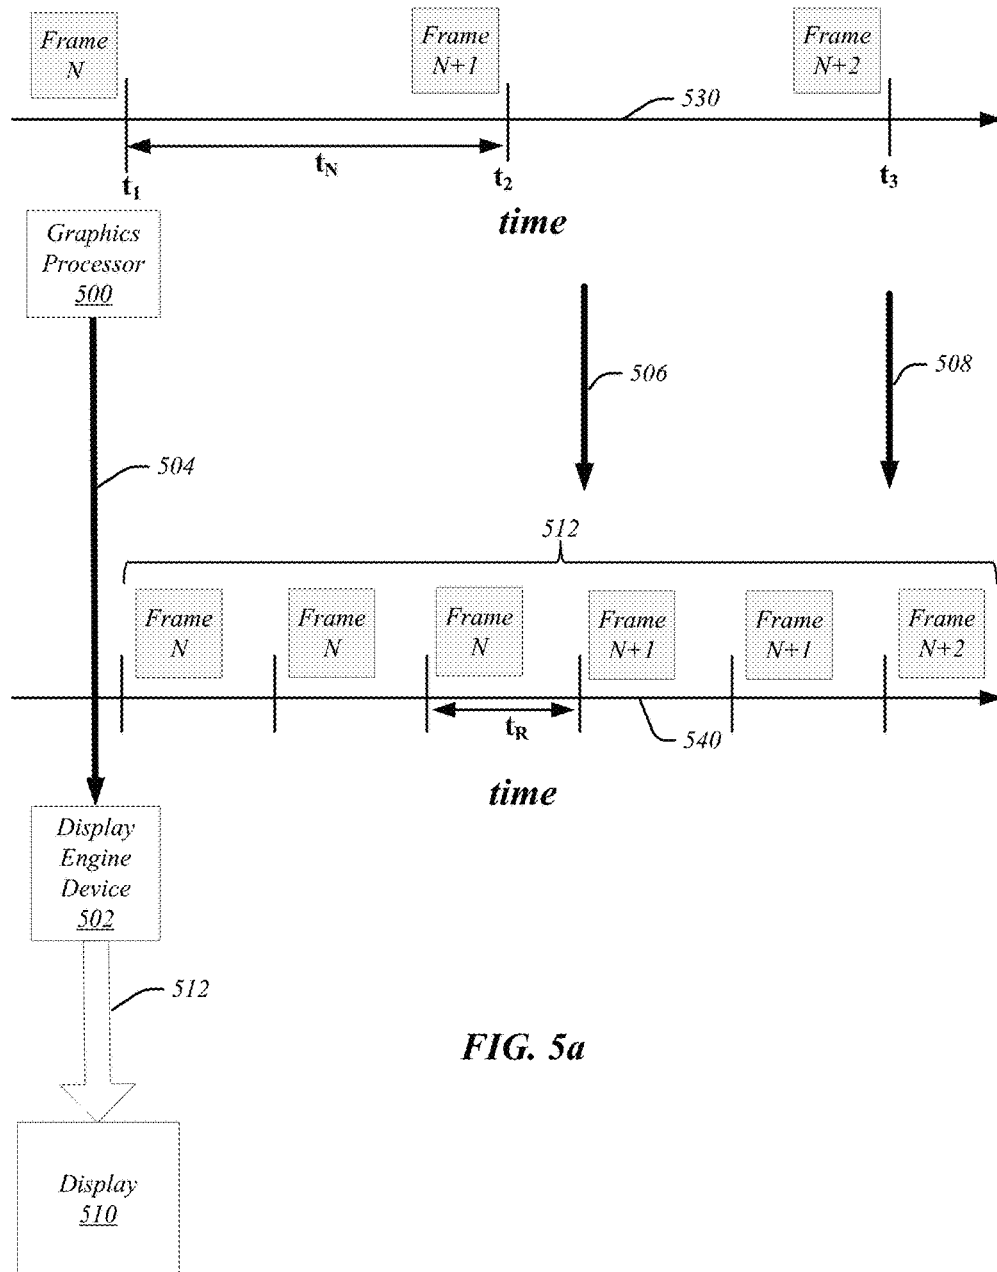 Frame
N
Frame
N+1
Frame
N+2
530
tN
t1
t2
t3
time
Graphics
Processor
500
506
508
504
512
Frame
N
Frame
N
Frame
N
Frame
N+1
Frame
N+1
Frame
N+2
tR
540
time
Display
Engine
Device
502
512
FIG. 5a
Display
510